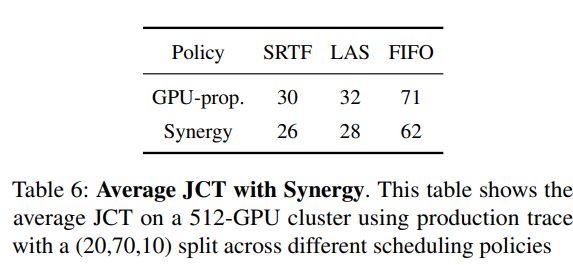 Policy SRTF LAS FIFO
GPU-prop. 30 32 71
Synergy 26 28 62
Table 6: Average JCT with Synergy. This table shows the
average JCT on a 512-GPU cluster using production trace
with a (20,70,10) split across different scheduling policies